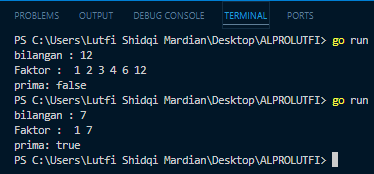 PROBLEMS OUTPUT DEBUG CONSOLE TERMINAL PORTS
PS C:\Users\Lutfi Shidqi Mardian\Desktop\ALPROLUTFI> go run
bilangan : 12
Faktor :  1 2 3 4 6 12
prima: false
PS C:\Users\Lutfi Shidqi Mardian\Desktop\ALPROLUTFI> go run
bilangan : 7
Faktor :  1 7
prima: true
PS C:\Users\Lutfi Shidqi Mardian\Desktop\ALPROLUTFI>